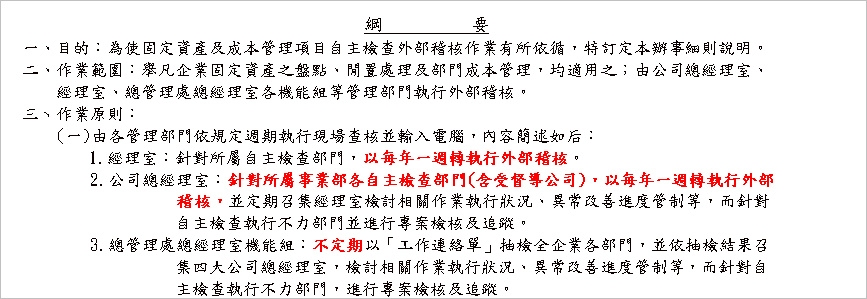 綱 要
一、目的：為使固定資產及成本管理項目自主檢查外部稽核作業有所依循，特訂定本辦事細則說明。
二、作業範圍：舉凡企業固定資產之盤點、閒置處理及部門成本管理，均適用之；由公司總經理室、
經理室、總管理處總經理室各機能組等管理部門執行外部稽核。
三、作業原則：
(一)由各管理部門依規定週期執行現場查核並輸入電腦，內容簡述如后：
1.經理室：針對所屬自主檢查部門，以每年一週轉執行外部稽核。
2.公司總經理室：針對所屬事業部各自主檢查部門(含受督導公司)，以每年一週轉執行外部
稽核，並定期召集經理室檢討相關作業執行狀況、異常改善進度管制等，而針對
自主檢查執行不力部門並進行專案檢核及追蹤。
3.總管理處總經理室機能組：不定期以「工作連絡單」抽檢全企業各部門，並依抽檢結果召
集四大公司總經理室，檢討相關作業執行狀況、異常改善進度管制等，而針對自
主檢查執行不力部門，進行專案檢核及追蹤。